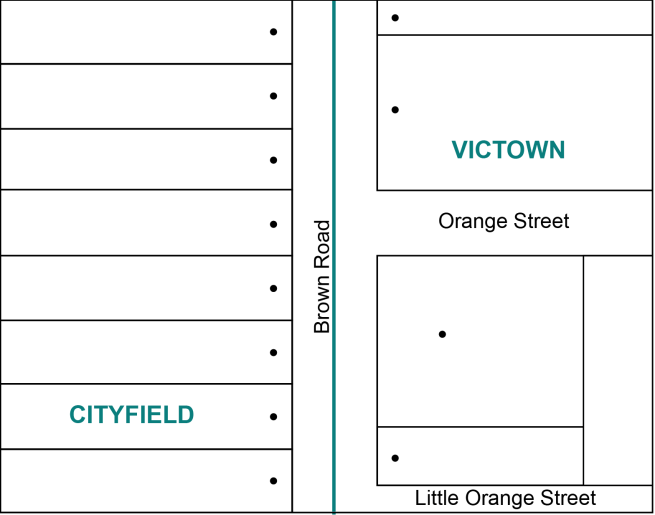 VICTOWN
Orange Street
Brown Road
CITYFIELD
Little Orange Street